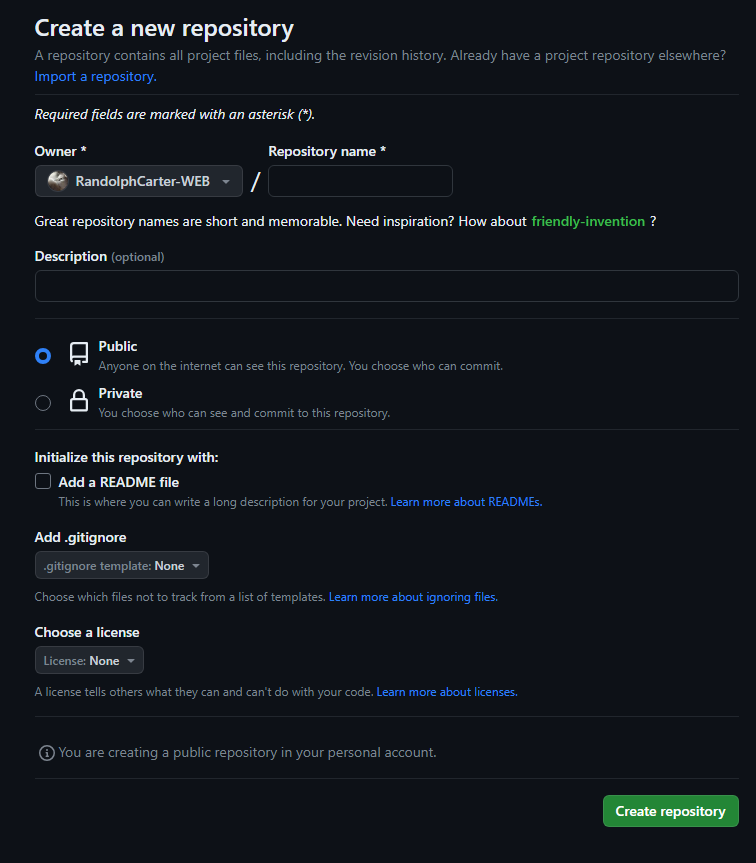 Create a new repository
A repository contains all project files, including the revision history. Already have a project repository elsewhere?
Import a repository.
Required fields are marked with an asterisk (*).
Owner * Repository name *
RandolphCarter-WEB /
Great repository names are short and memorable. Need inspiration? How about friendly-invention ?
Description (optional)
Public
Anyone on the internet can see this repository. You choose who can commit.
Private
You choose who can see and commit to this repository.
Initialize this repository with:
Add a README file
This is where you can write a long description for your project. Learn more about READMEs.
Add .gitignore
.gitignore template: None
Choose which files not to track from a list of templates. Learn more about ignoring files.
Choose a license
License: None
A license tells others what they can and can't do with your code. Learn more about licenses.
You are creating a public repository in your personal account.
Create repository